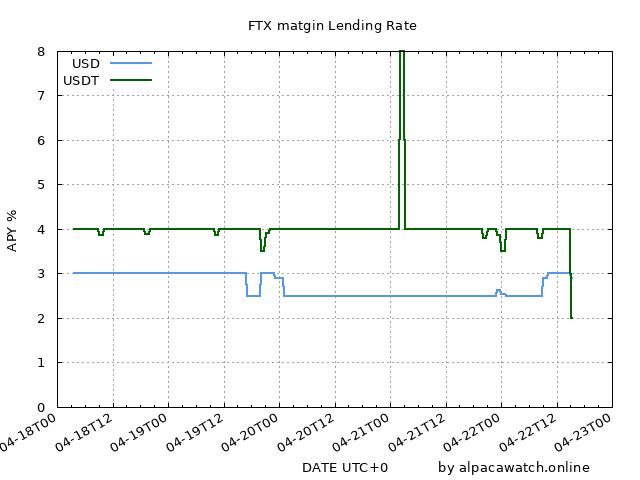 FTX matgin Lending Rate
USD
USDT
8
7
6
5
4
3
2
1
0
APY %
04-18T00
04-18T12
04-19T00
04-19T12
04-20T00
04-20T12
04-21T00
04-21T12
04-22T00
04-22T12
04-23T00
DATE UTC+0
by alpacawatch.online